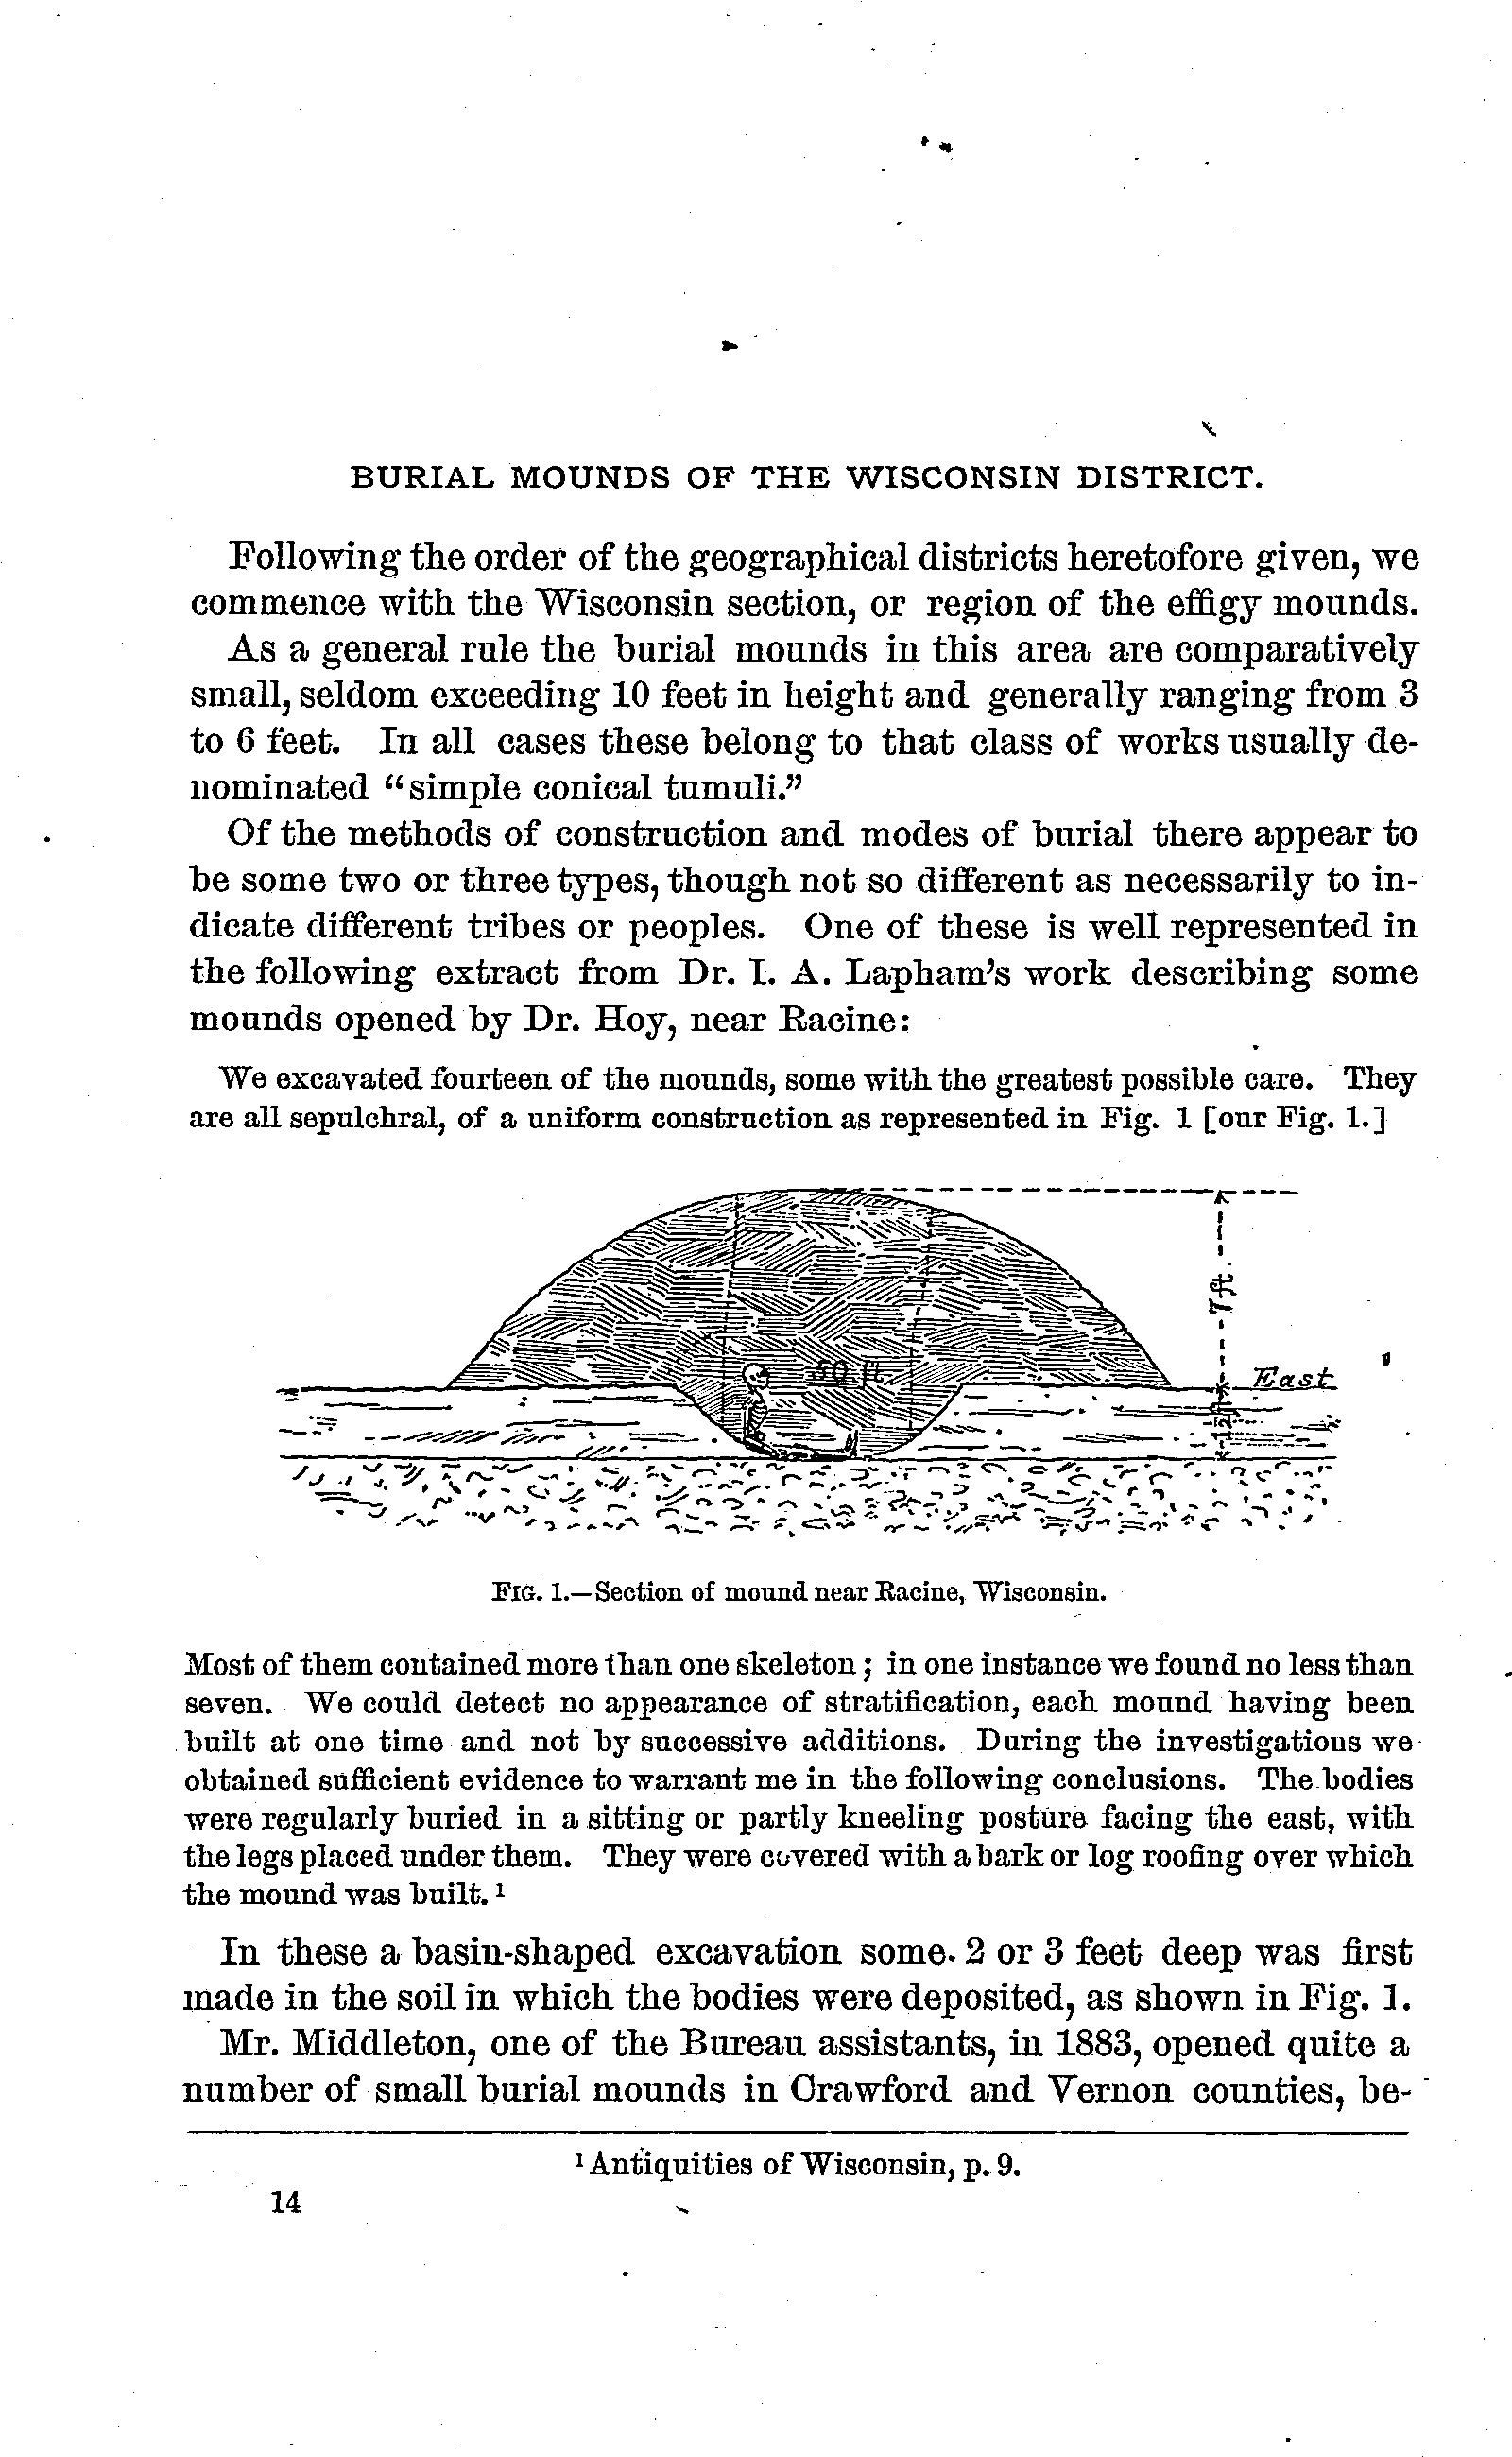 BURIAL MOUNDS OF THE WISCONSIN DISTRICT.
Following the order of the geographical districts heretofore given, we
commence with the Wisconsin section, or region of the effigy mounds.
As a general rule the burial mounds in this area are comparatively
small, seldom exceeding 10 feet in height and generally ranging from 3
to 6 feet. In all cases these belong to that class of works usually de-
nominated "simple conical tumuli."
Of the methods of construction and modes of burial there appear to
be some two or three types, though not so different as necessarily to in-
dicate different tribes or peoples. One of these is well represented in
the following extract from Dr. I. A. Lapham's work describing some
mounds opened by Dr. Hoy, near Racine:
We excavated fourteen of the mounds, some with the greatest possible care. They
are all sepulchral, of a uniform construction as represented in Fig. 1 [our Fig. 1.]
7 ft.
50 ft.
East
FIG. 1.—Section of mound near Racine, Wisconsin.
Most of them contained more than one skeleton; in one instance we found no less than
seven. We could detect no appearance of stratification, each mound having been
built at one time and not by successive additions. During the investigations we
obtained sufficient evidence to warrant me in the following conclusions. The bodies
were regularly buried in a sitting or partly kneeling posture facing the east, with
the legs placed under them. They were covered with a bark or log roofing over which
the mound was built.¹
In these a basin-shaped excavation some 2 or 3 feet deep was first
made in the soil in which the bodies were deposited, as shown in Fig. 1.
Mr. Middleton, one of the Bureau assistants, in 1883, opened quite a
number of small burial mounds in Crawford and Vernon counties, be-
¹ Antiquities of Wisconsin, p. 9.
14